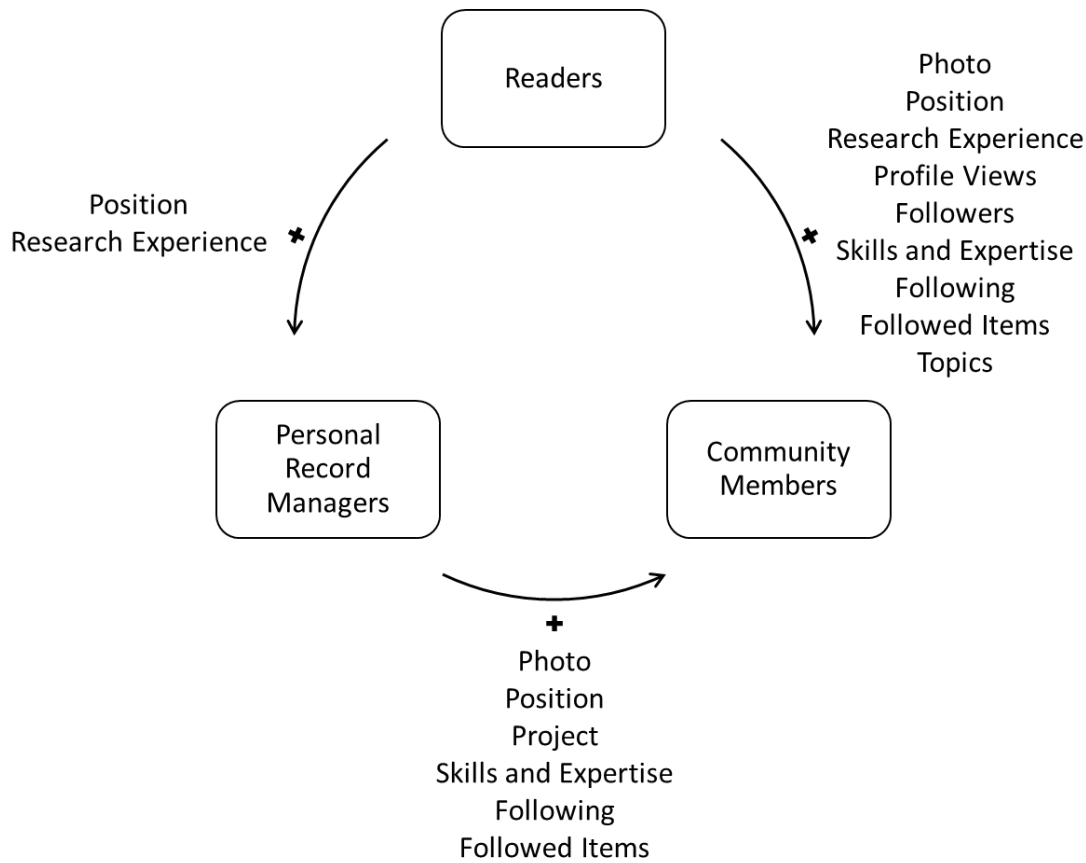 Readers
Photo
Position
Research Experience
Profile Views
Followers
Skills and Expertise
Following
Followed Items
Topics
Position
Research Experience
Personal
Record
Managers
Community
Members
Photo
Position
Project
Skills and Expertise
Following
Followed Items